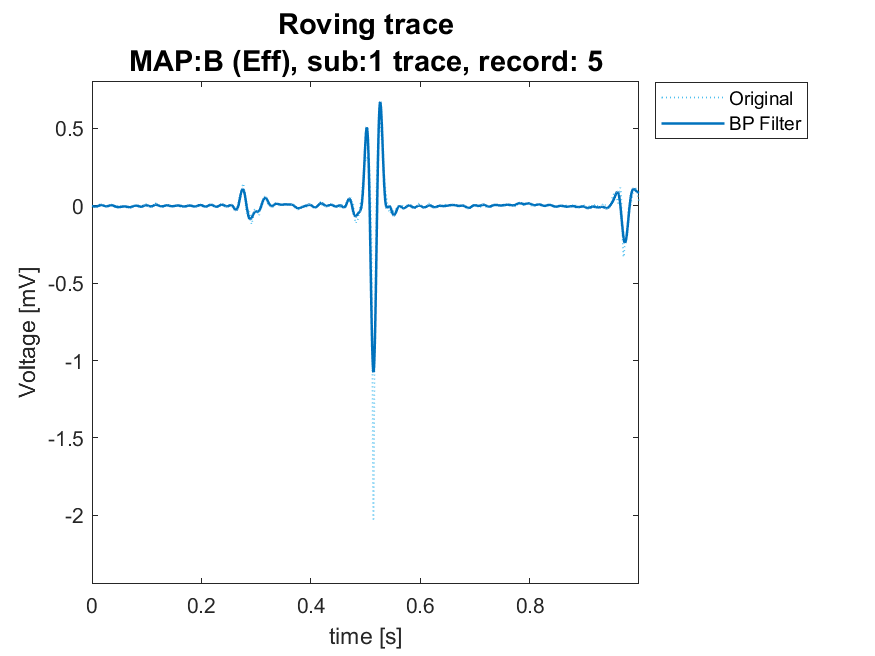 Roving trace
MAP:B (Eff), sub:1 trace, record: 5
Original
BP Filter
0.5
0
-0.5
-1
-1.5
-2
Voltage [mV]
0 0.2 0.4 0.6 0.8
time [s]